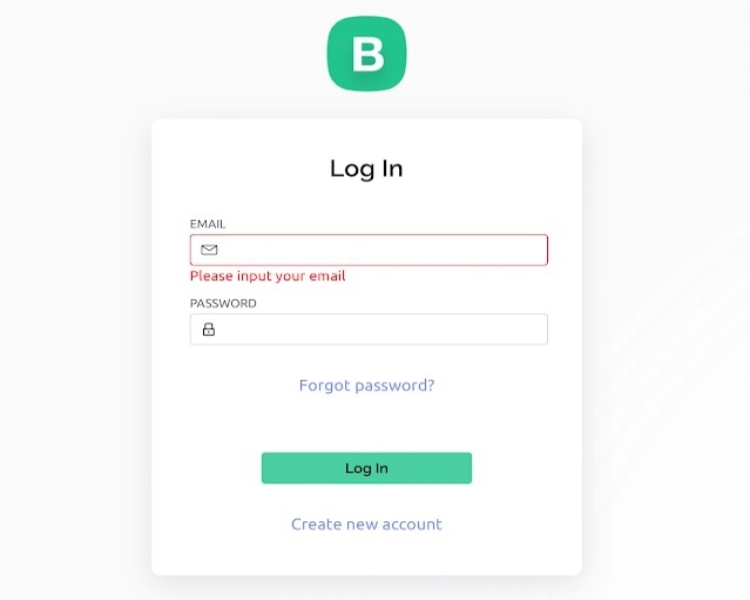 B
Log In
EMAIL
Please input your email
PASSWORD
Forgot password?
Log In
Create new account